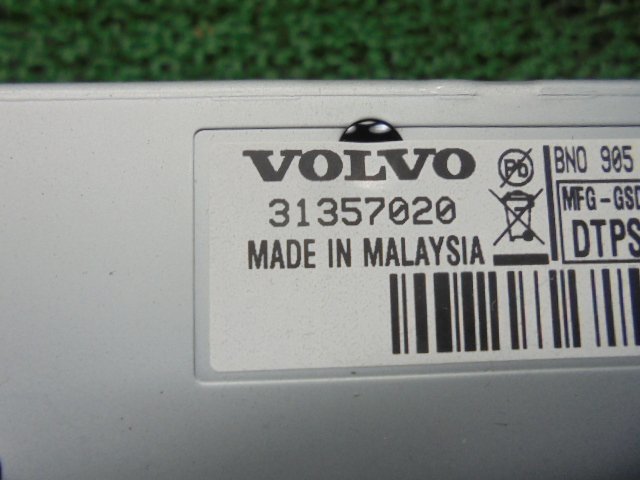 VOLVO
31357020
MADE IN MALAYSIA
Pb
BNO 905
MFG-GSD
DTPS